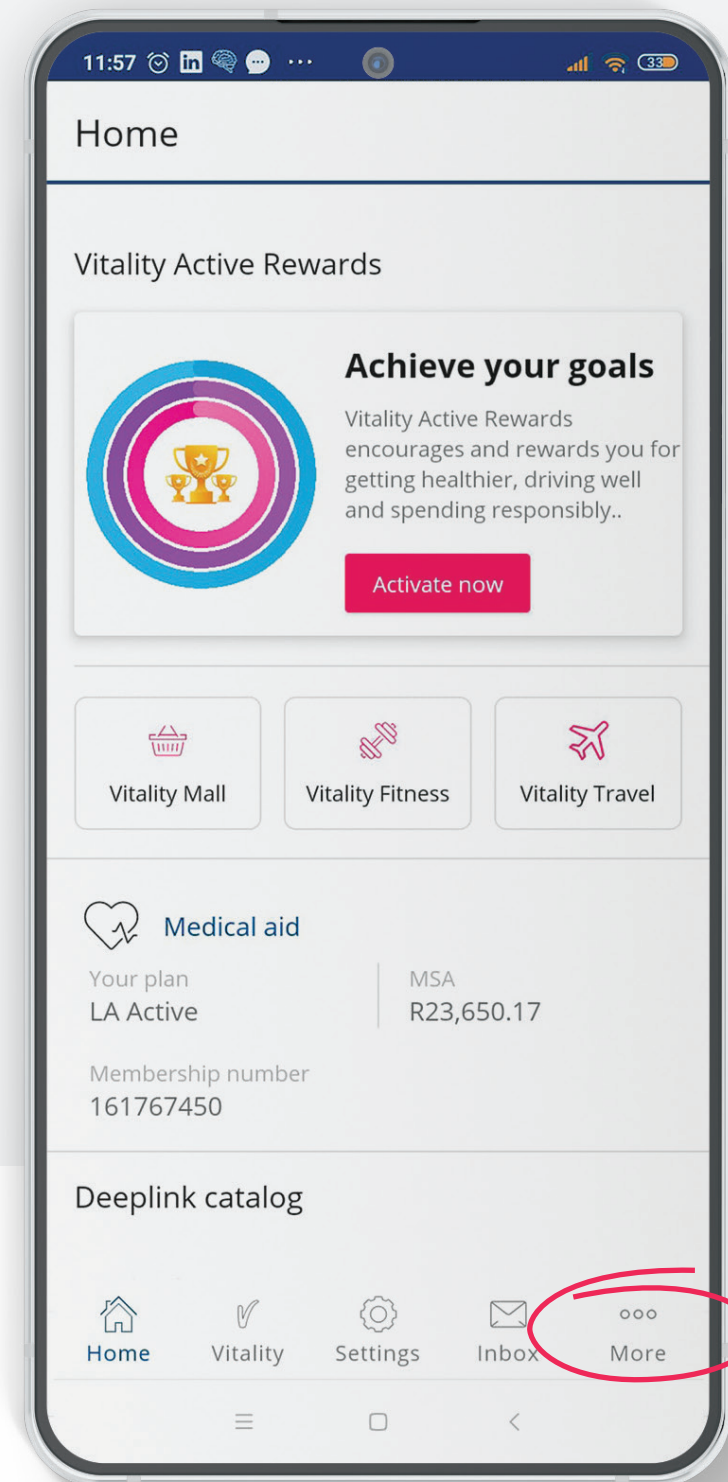 11:57
33
Home
Vitality Active Rewards
Achieve your goals
Vitality Active Rewards
encourages and rewards you for
getting healthier, driving well
and spending responsibly..
Activate now
Vitality Mall
Vitality Fitness
Vitality Travel
Medical aid
Your plan
MSA
LA Active
R23,650.17
Membership number
161767450
Deeplink catalog
Home
Vitality
Settings
Inbox
More